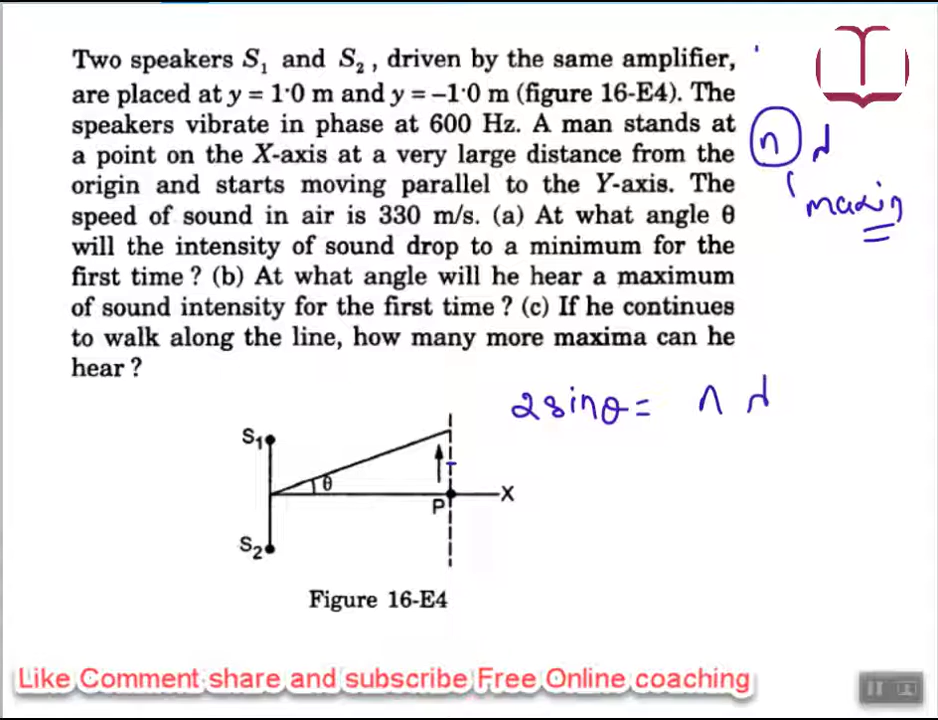 Two speakers S₁ and S₂, driven by the same amplifier,
are placed at y = 1·0 m and y = −1·0 m (figure 16-E4). The
speakers vibrate in phase at 600 Hz. A man stands at
a point on the X-axis at a very large distance from the
origin and starts moving parallel to the Y-axis. The
speed of sound in air is 330 m/s. (a) At what angle θ
will the intensity of sound drop to a minimum for the
first time ? (b) At what angle will he hear a maximum
of sound intensity for the first time ? (c) If he continues
to walk along the line, how many more maxima can he
hear ?
n λ
maxim
2 sinθ = n λ
S₁
θ
P
X
S₂
Figure 16-E4
Like Comment share and subscribe Free Online coaching